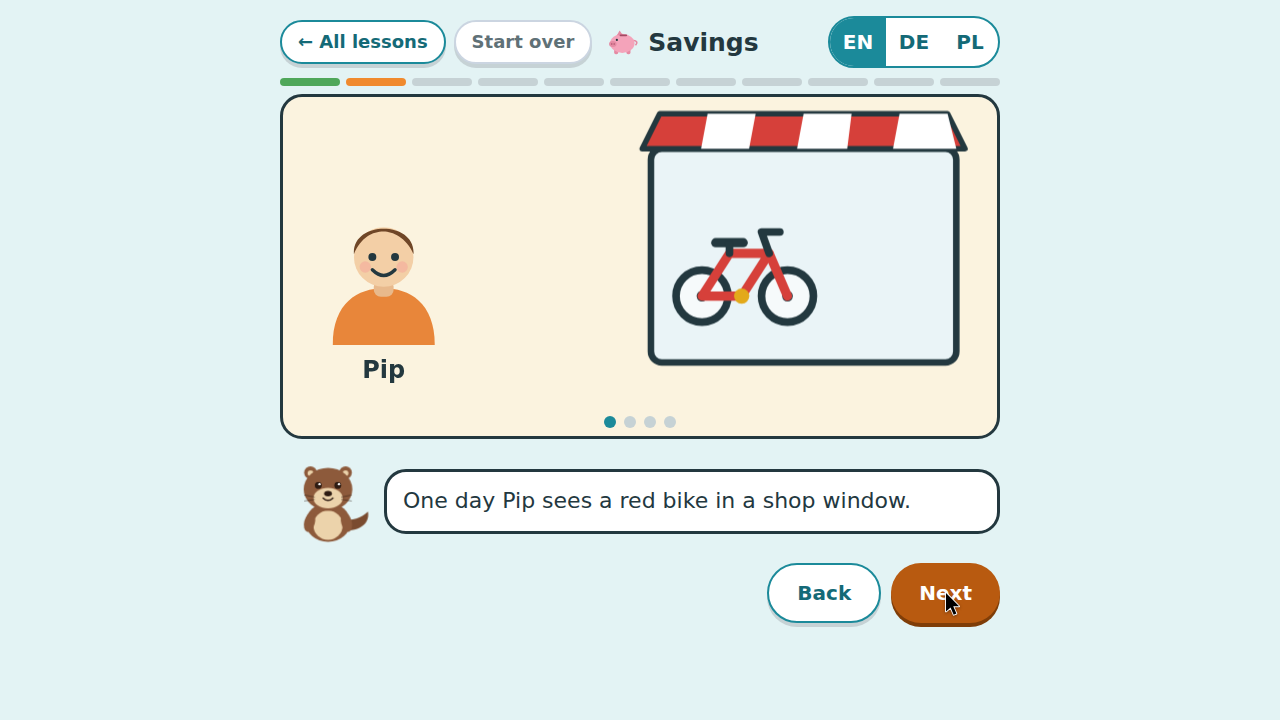 ← All lessons
Start over
Savings
EN DE PL
Pip
One day Pip sees a red bike in a shop window.
Back
Next